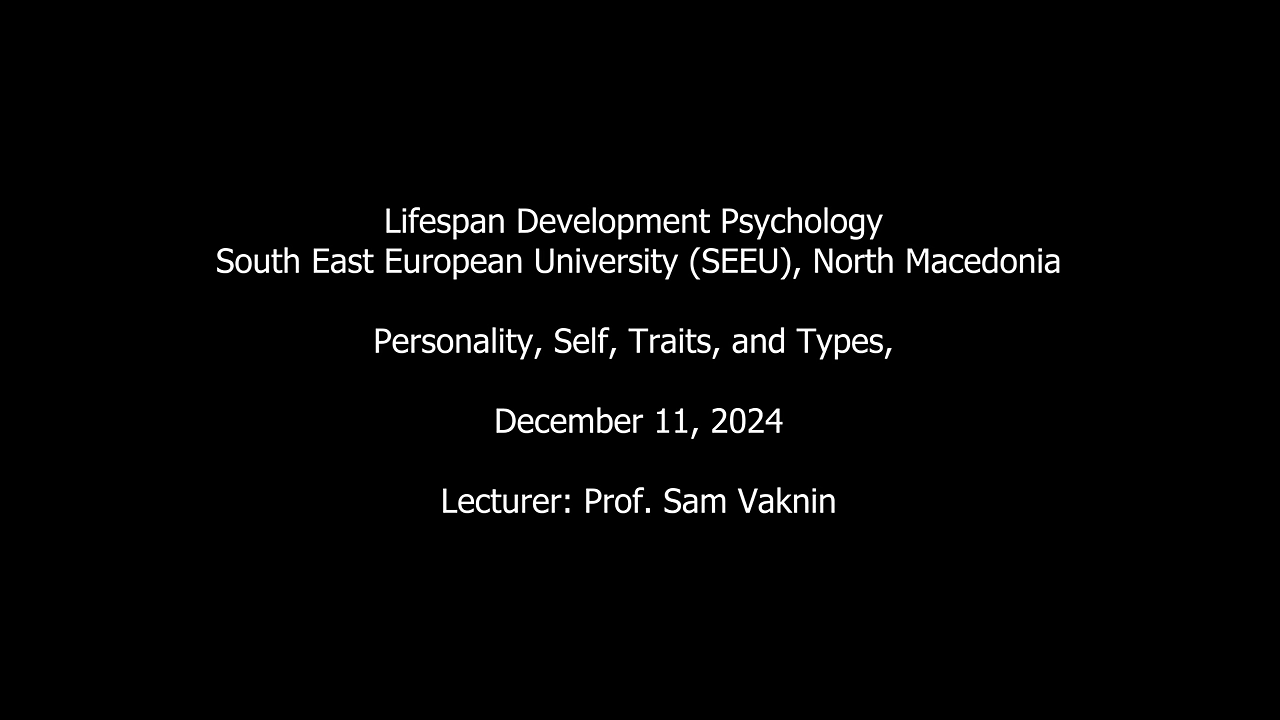 Lifespan Development Psychology
South East European University (SEEU), North Macedonia
Personality, Self, Traits, and Types,
December 11, 2024
Lecturer: Prof. Sam Vaknin